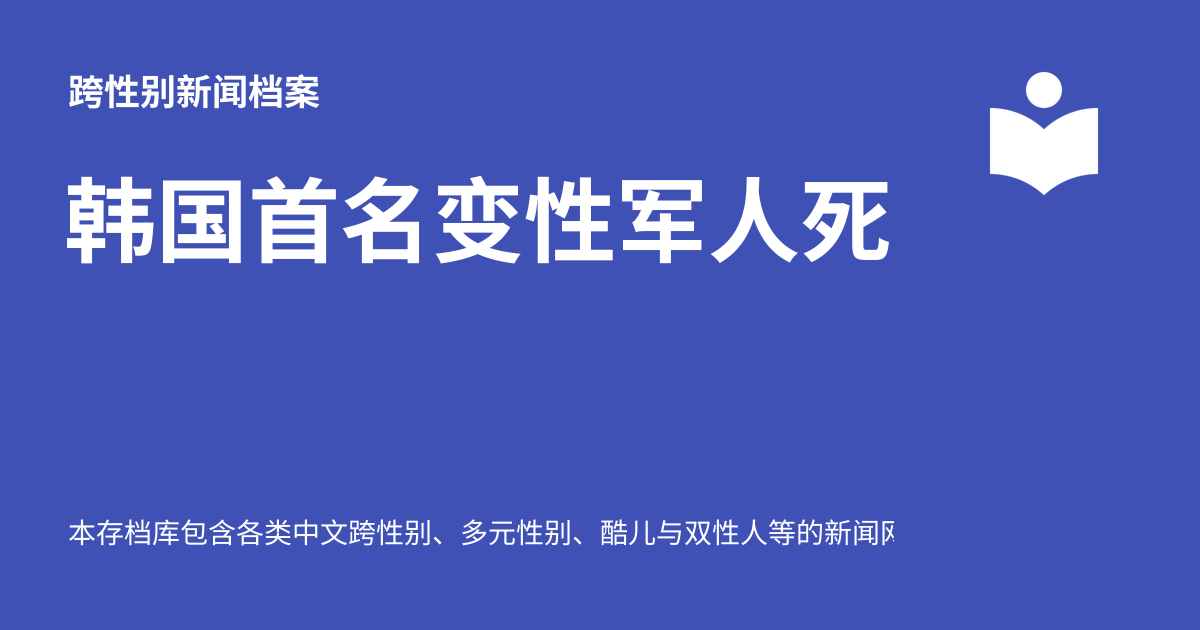 跨性别新闻档案
韩国首名变性军人死
本存档库包含各类中文跨性别、多元性别、酷儿与双性人等的新闻